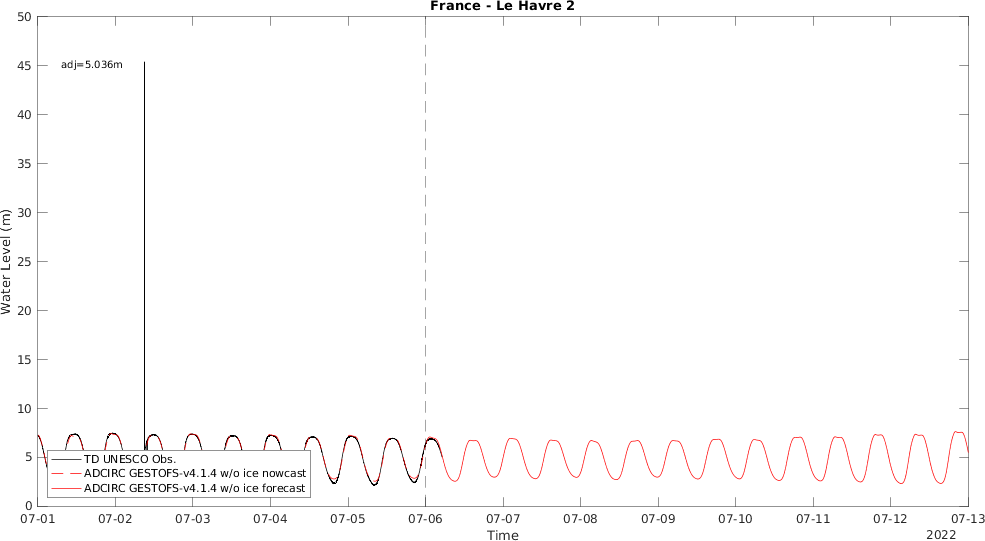 France - Le Havre 2
50
45
40
35
30
25
20
15
10
5
0
Water Level (m)
adj=5.036m
TD UNESCO Obs.
ADCIRC GESTOFS-v4.1.4 w/o ice nowcast
ADCIRC GESTOFS-v4.1.4 w/o ice forecast
07-01 07-02 07-03 07-04 07-05 07-06 07-07 07-08 07-09 07-10 07-11 07-12 07-13
Time
2022